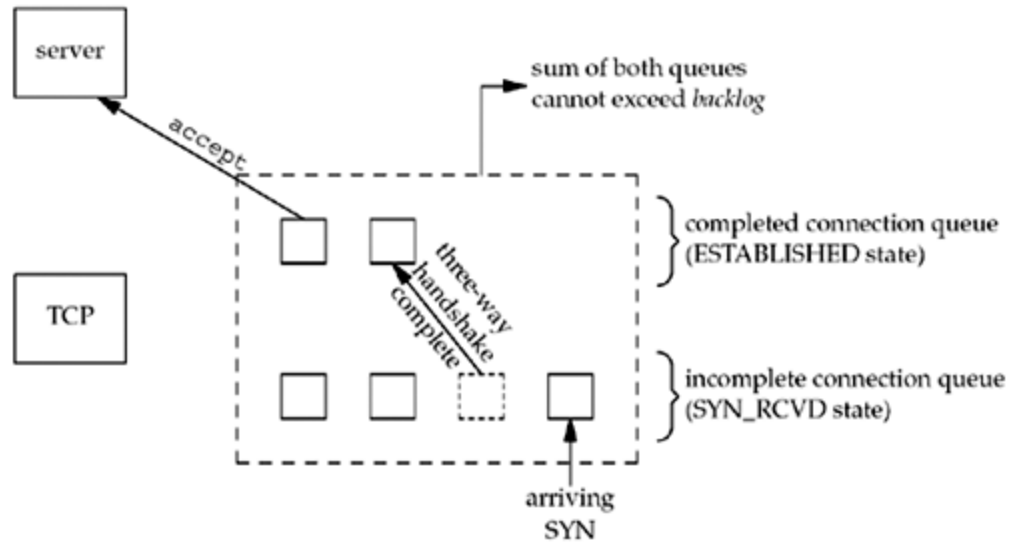 server
sum of both queues
cannot exceed backlog
accept
completed connection queue
(ESTABLISHED state)
three-way
handshake
complete
TCP
incomplete connection queue
(SYN_RCVD state)
arriving
SYN